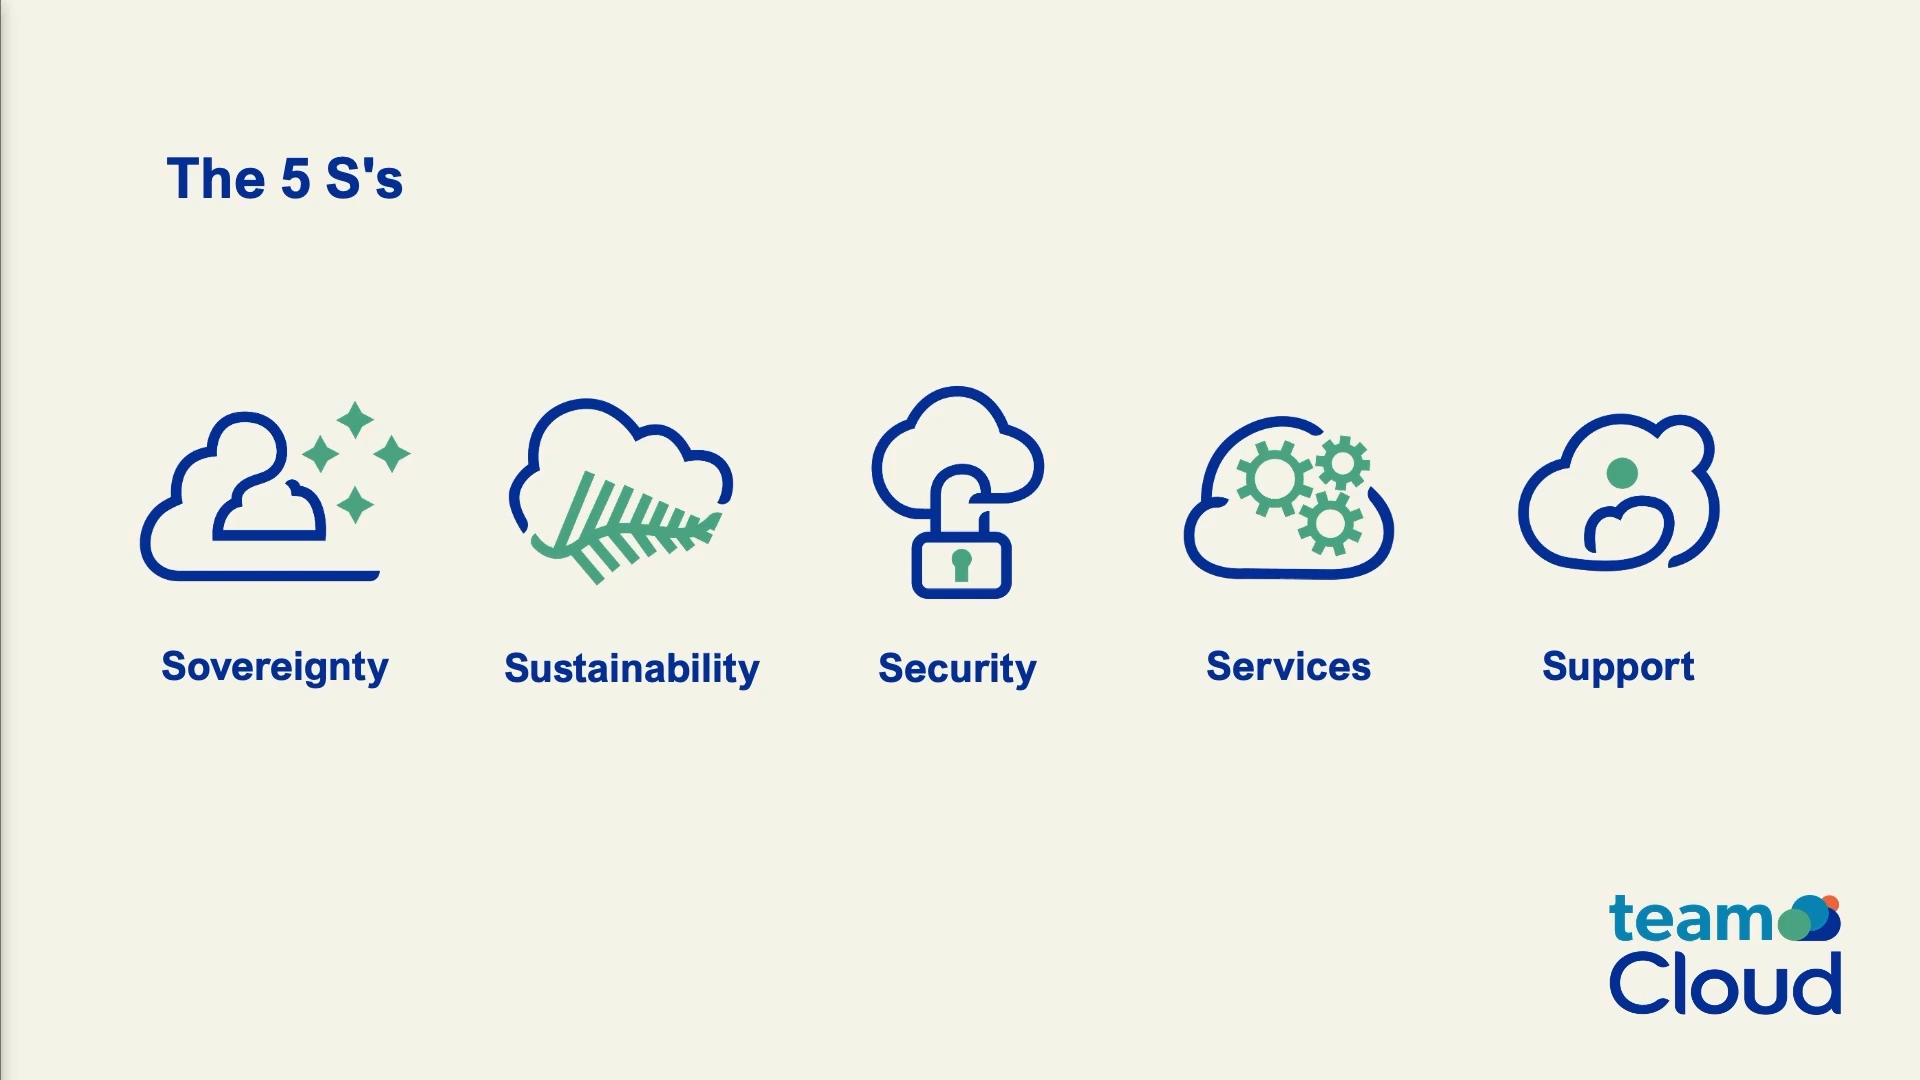 The 5 S's
Sovereignty
Sustainability
Security
Services
Support
team
Cloud